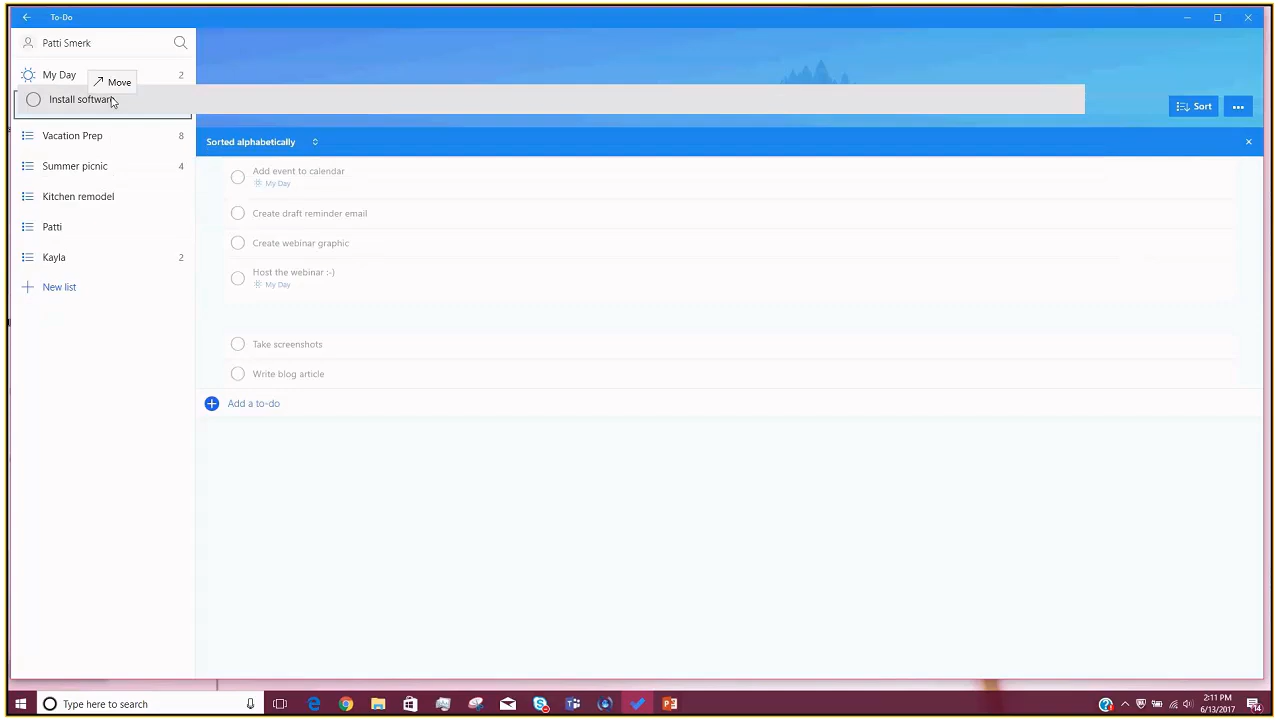 To-Do
Patti Smerk
My Day 2
Move
Install software
Vacation Prep 8
Summer picnic 4
Kitchen remodel
Patti
Kayla 2
New list
Sort
Sorted alphabetically
Add event to calendar
My Day
Create draft reminder email
Create webinar graphic
Host the webinar :-)
My Day
Take screenshots
Write blog article
Add a to-do
Type here to search
2:11 PM
6/13/2017
14